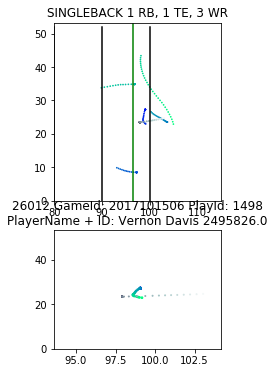 SINGLEBACK 1 RB, 1 TE, 3 WR
50
40
30
20
10
0
80 90 100 110
26012 GameId: 2017101506 PlayId: 1498
PlayerName + ID: Vernon Davis 2495826.0
40
20
0
95.0 97.5 100.0 102.5